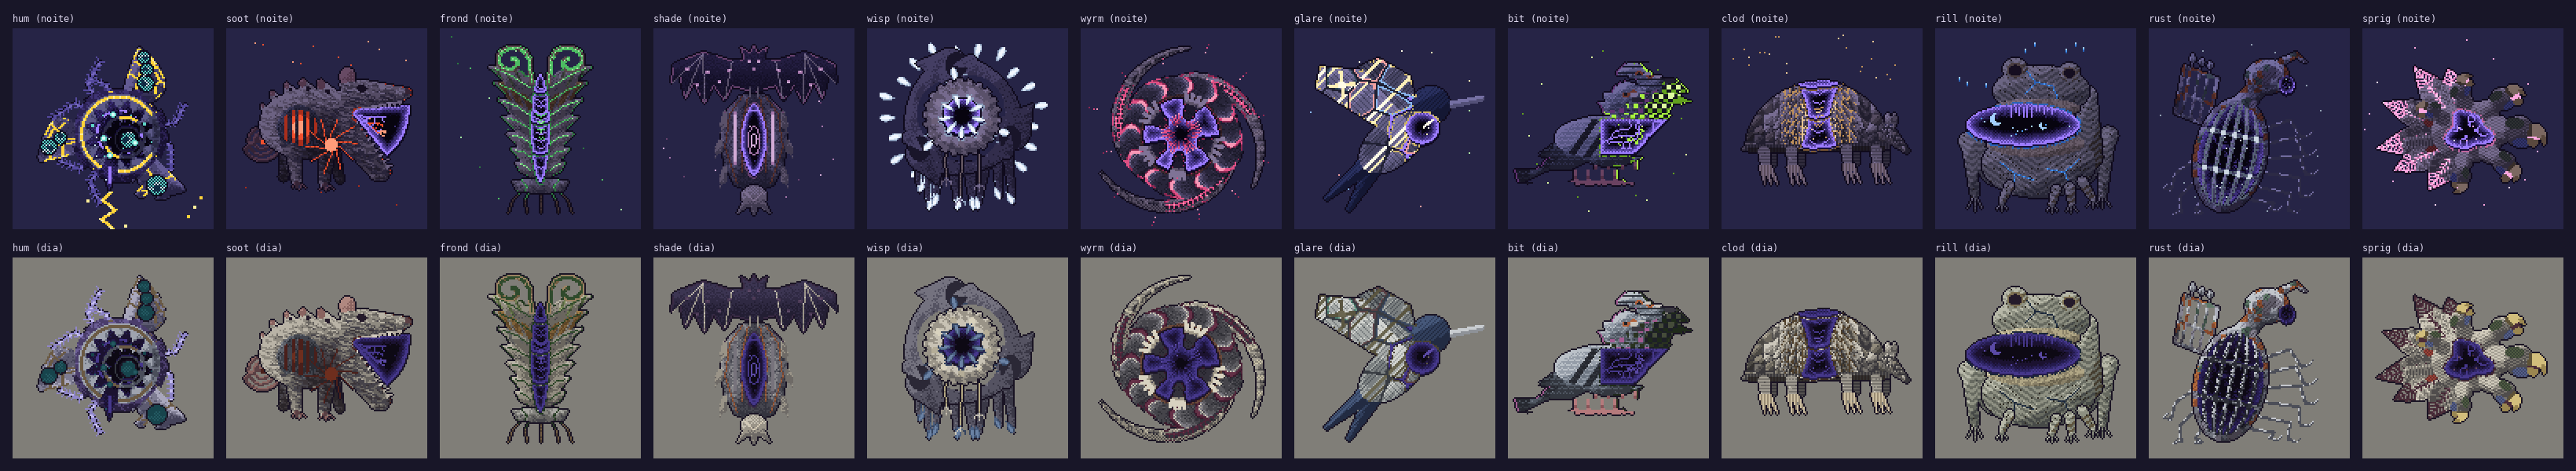 hum (noite) soot (noite) frond (noite) shade (noite) wisp (noite) wyrm (noite) glare (noite) bit (noite) clod (noite) rill (noite) rust (noite) sprig (noite)
hum (dia) soot (dia) frond (dia) shade (dia) wisp (dia) wyrm (dia) glare (dia) bit (dia) clod (dia) rill (dia) rust (dia) sprig (dia)